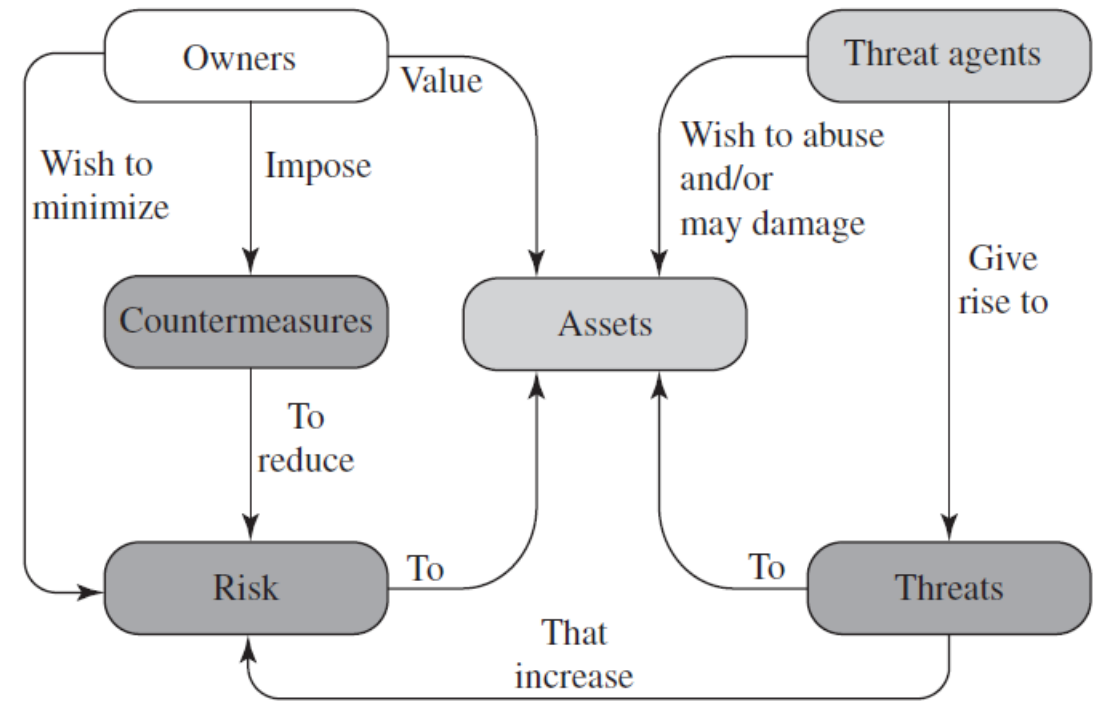 Owners
Threat agents
Value
Wish to
minimize
Impose
Wish to abuse
and/or
may damage
Give
rise to
Countermeasures
Assets
To
reduce
Risk
To
To
Threats
That
increase